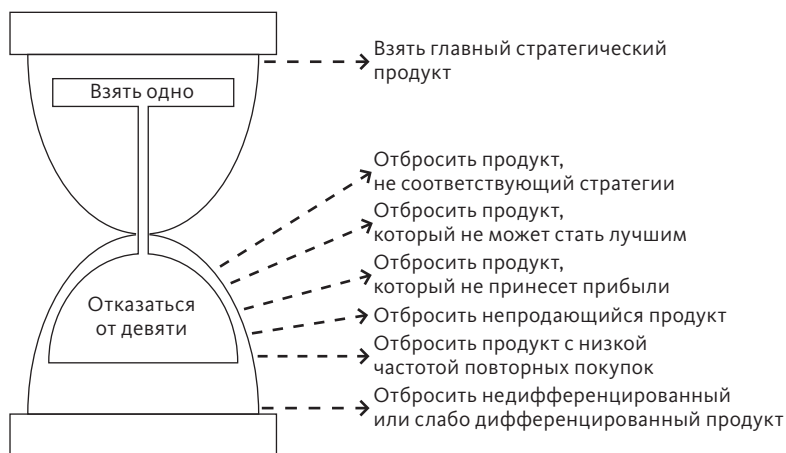 Взять главный стратегический
продукт
Взять одно
Отбросить продукт,
не соответствующий стратегии
Отбросить продукт,
который не может стать лучшим
Отбросить продукт,
который не принесет прибыли
Отказаться
от девяти
Отбросить непродающийся продукт
Отбросить продукт с низкой
частотой повторных покупок
Отбросить недифференцированный
или слабо дифференцированный продукт